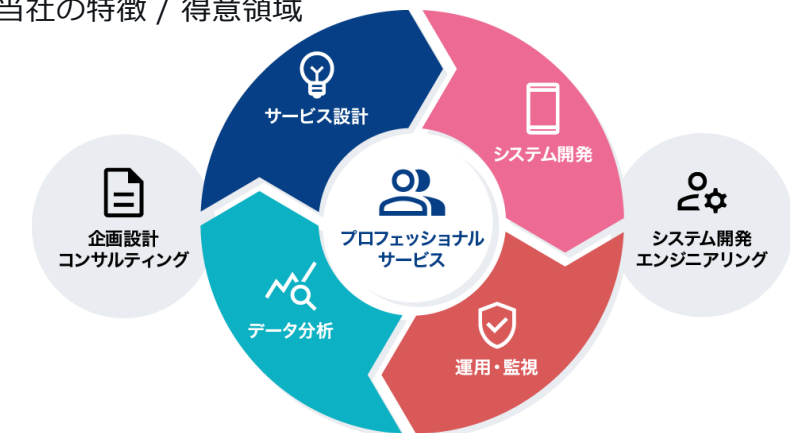 当社の特徴 / 得意領域
サービス設計
システム開発
企画設計
コンサルティング
プロフェッショナル
サービス
システム開発
エンジニアリング
データ分析
運用・監視